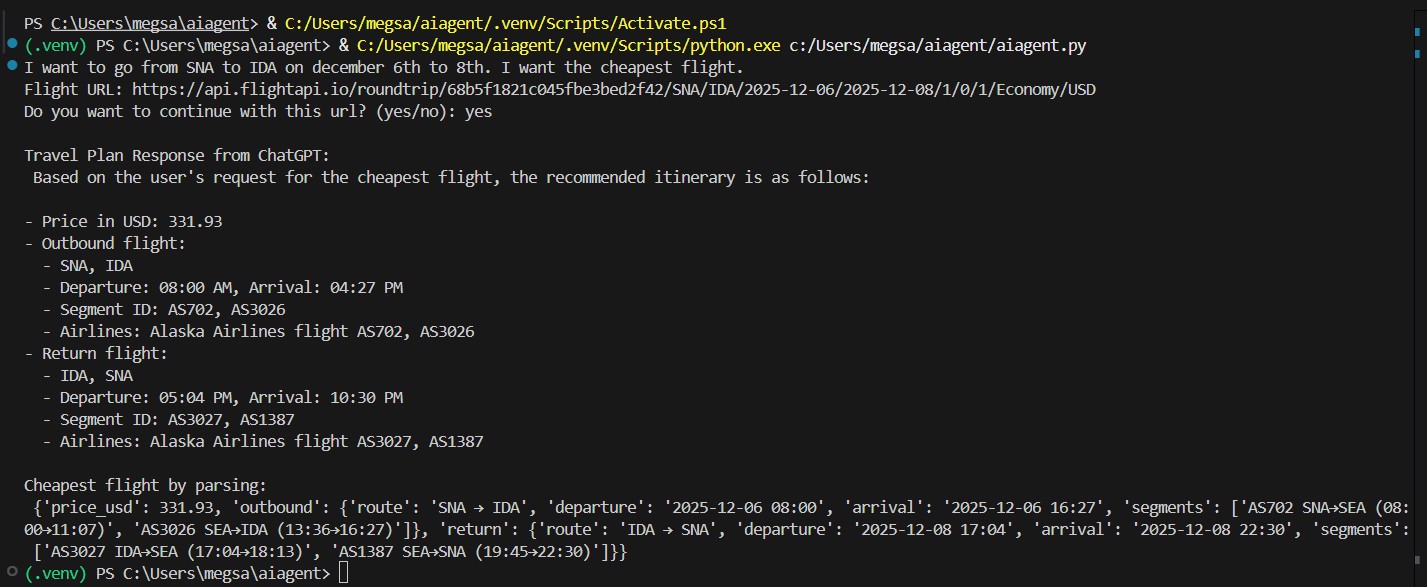 PS C:\Users\megsa\aiagent> & C:/Users/megsa/aiagent/.venv/Scripts/Activate.ps1
(.venv) PS C:\Users\megsa\aiagent> & C:/Users/megsa/aiagent/.venv/Scripts/python.exe c:/Users/megsa/aiagent/aiagent.py
I want to go from SNA to IDA on december 6th to 8th. I want the cheapest flight.
Flight URL: https://api.flightapi.io/roundtrip/68b5f1821c045fbe3bed2f42/SNA/IDA/2025-12-06/2025-12-08/1/0/1/Economy/USD
Do you want to continue with this url? (yes/no): yes
Travel Plan Response from ChatGPT:
Based on the user's request for the cheapest flight, the recommended itinerary is as follows:
- Price in USD: 331.93
- Outbound flight:
- SNA, IDA
- Departure: 08:00 AM, Arrival: 04:27 PM
- Segment ID: AS702, AS3026
- Airlines: Alaska Airlines flight AS702, AS3026
- Return flight:
- IDA, SNA
- Departure: 05:04 PM, Arrival: 10:30 PM
- Segment ID: AS3027, AS1387
- Airlines: Alaska Airlines flight AS3027, AS1387
Cheapest flight by parsing:
{'price_usd': 331.93, 'outbound': {'route': 'SNA → IDA', 'departure': '2025-12-06 08:00', 'arrival': '2025-12-06 16:27', 'segments': ['AS702 SNA→SEA (08:
00→11:07)', 'AS3026 SEA→IDA (13:36→16:27)']}, 'return': {'route': 'IDA → SNA', 'departure': '2025-12-08 17:04', 'arrival': '2025-12-08 22:30', 'segments':
['AS3027 IDA→SEA (17:04→18:13)', 'AS1387 SEA→SNA (19:45→22:30)']}}
(.venv) PS C:\Users\megsa\aiagent>